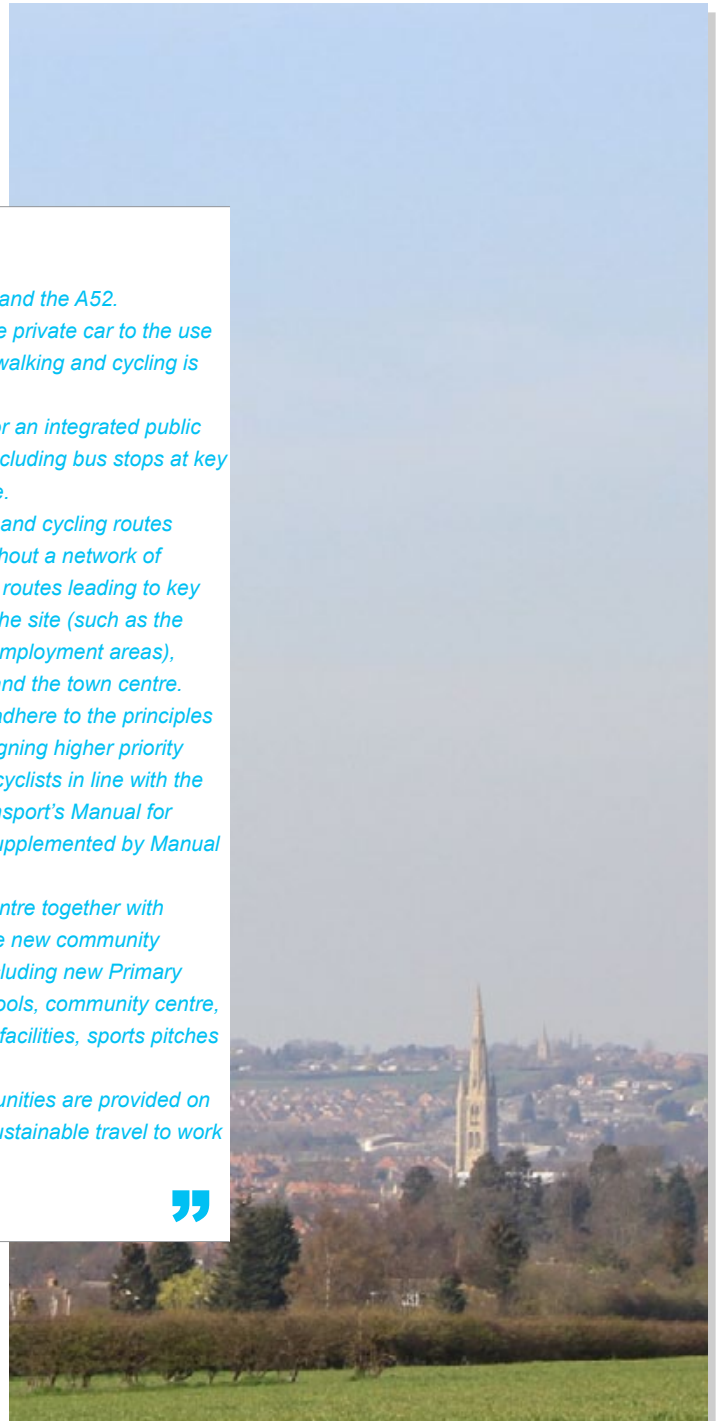 and the A52.
e private car to the use
walking and cycling is
or an integrated public
cluding bus stops at key
e.
and cycling routes
hout a network of
routes leading to key
he site (such as the
mployment areas),
nd the town centre.
adhere to the principles
gning higher priority
cyclists in line with the
nsport’s Manual for
upplemented by Manual
ntre together with
e new community
cluding new Primary
ools, community centre,
facilities, sports pitches
unities are provided on
ustainable travel to work
”